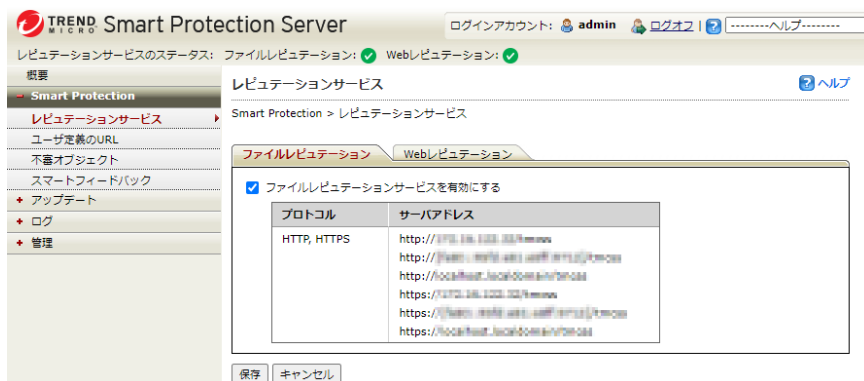 TREND MICRO Smart Protection Server
ログインアカウント: admin ログオフ | --------ヘルプ--------
レピュテーションサービスのステータス: ファイルレピュテーション: Webレピュテーション:
概要
Smart Protection
レピュテーションサービス
ユーザ定義のURL
不審オブジェクト
スマートフィードバック
アップデート
ログ
管理
レピュテーションサービス
ヘルプ
Smart Protection > レピュテーションサービス
ファイルレピュテーション Webレピュテーション
ファイルレピュテーションサービスを有効にする
プロトコル サーバアドレス
HTTP, HTTPS http://
http://
http://
https://
https://
https://
保存 キャンセル